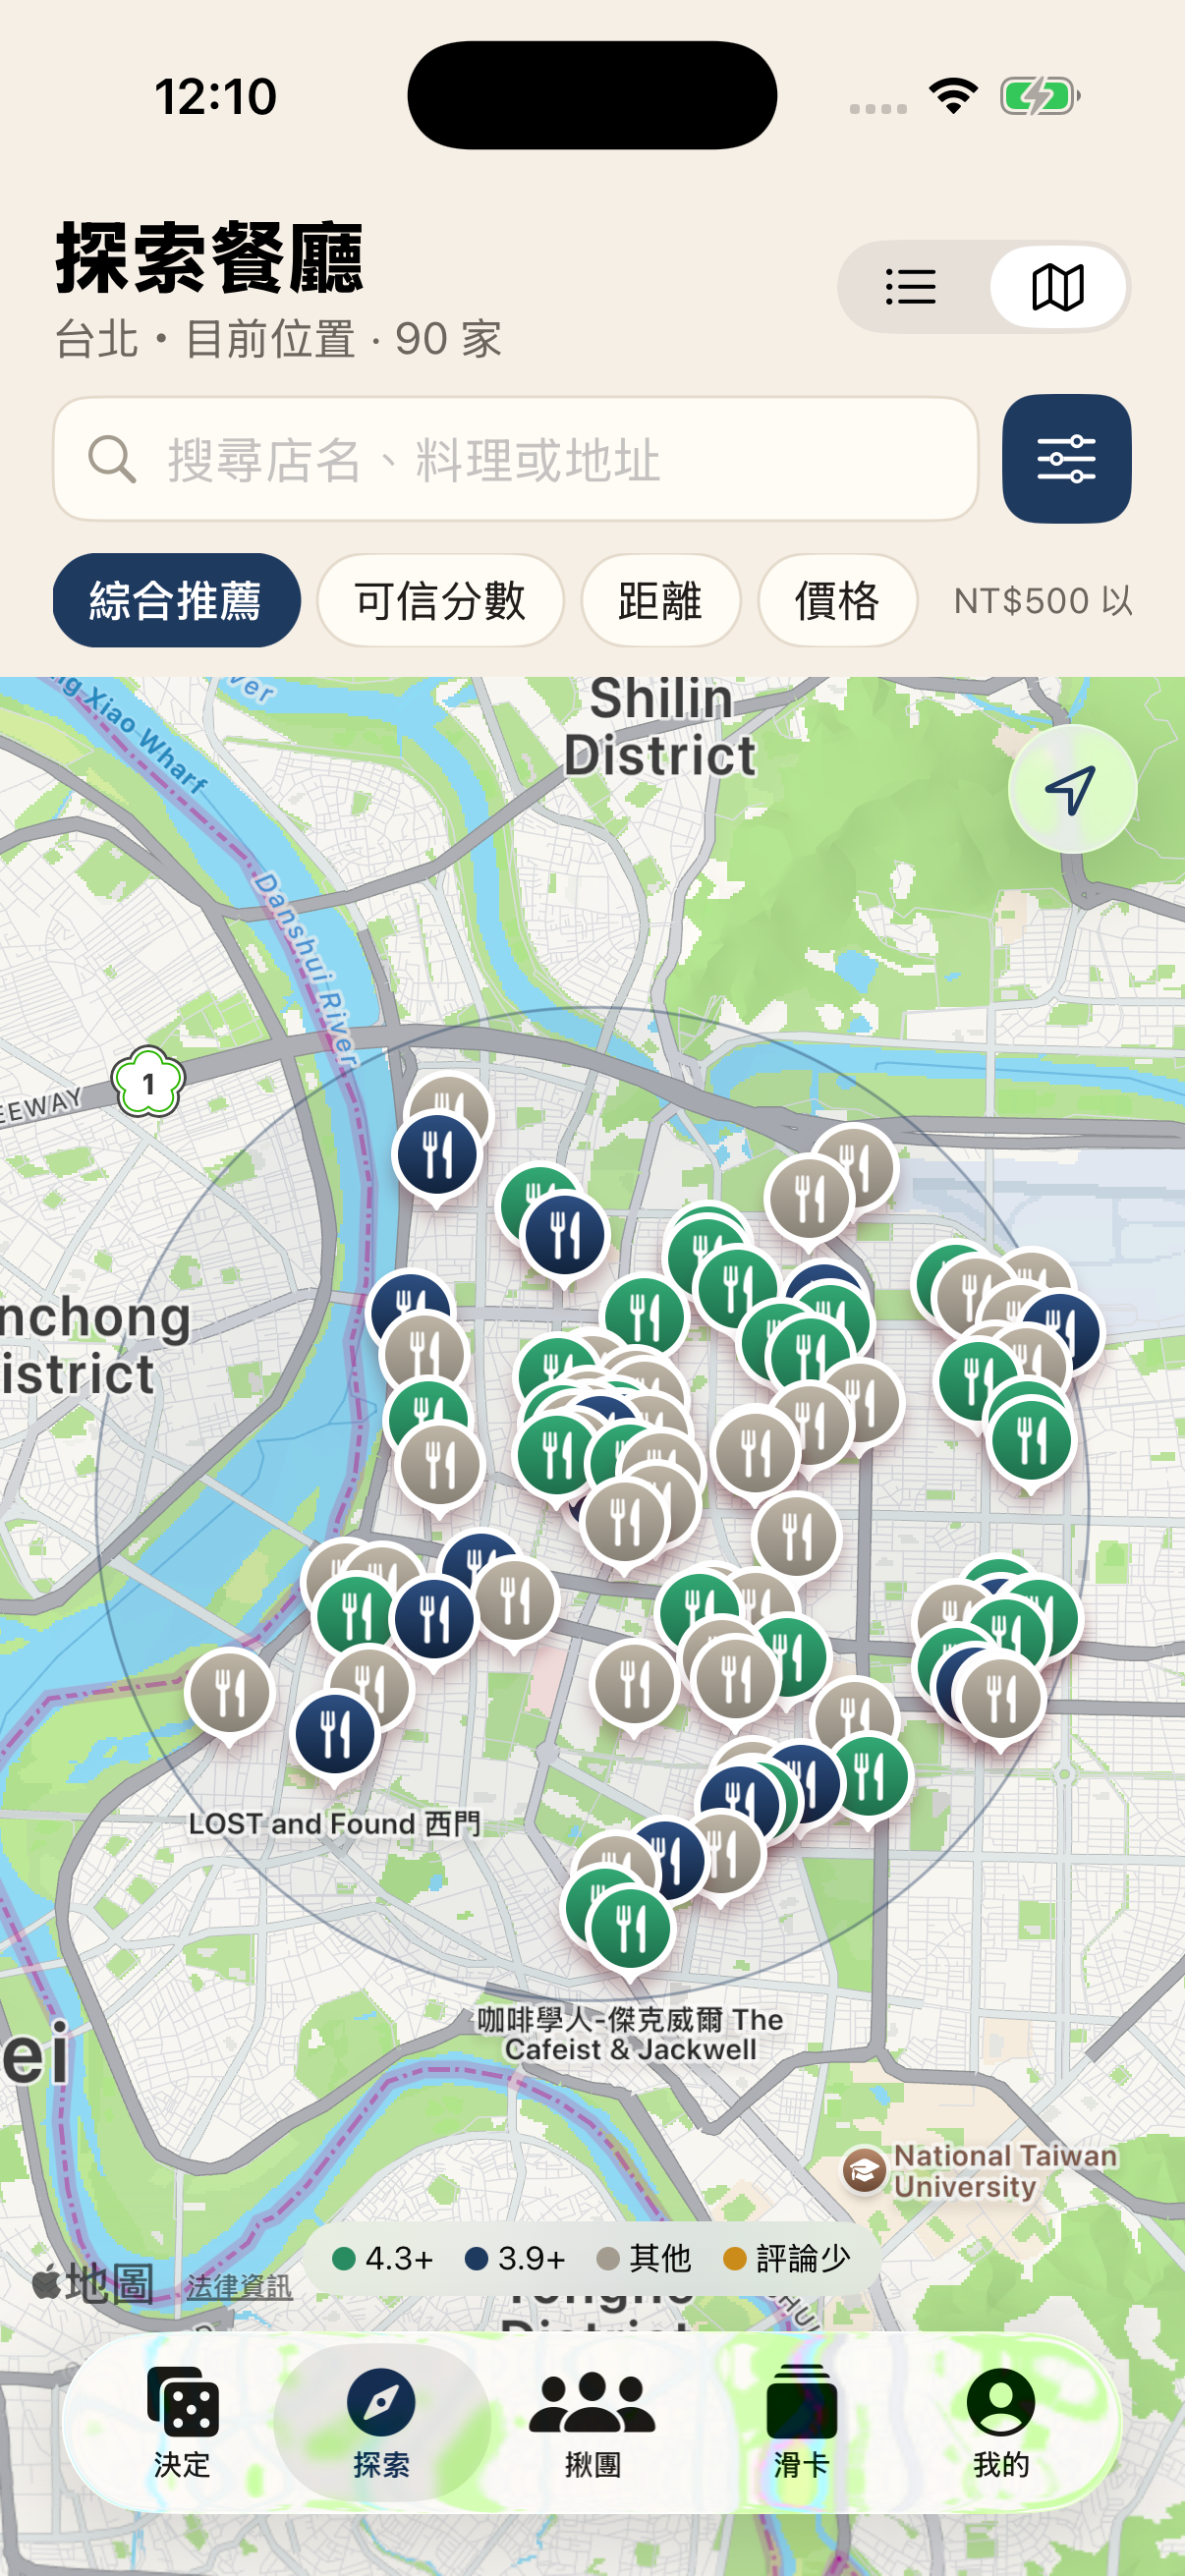 12:10
探索餐廳
台北・目前位置 · 90 家
搜尋店名、料理或地址
綜合推薦
可信分數
距離
價格
NT$500 以
Shilin
District
ng Xiao Wharf
ver
Danshui River
1
EEWAY
nchong
istrict
LOST and Found 西門
咖啡學人-傑克威爾 The
Cafeist & Jackwell
ei
National Taiwan
University
4.3+
3.9+
其他
評論少
地圖
法律資訊
District
決定
探索
揪團
滑卡
我的